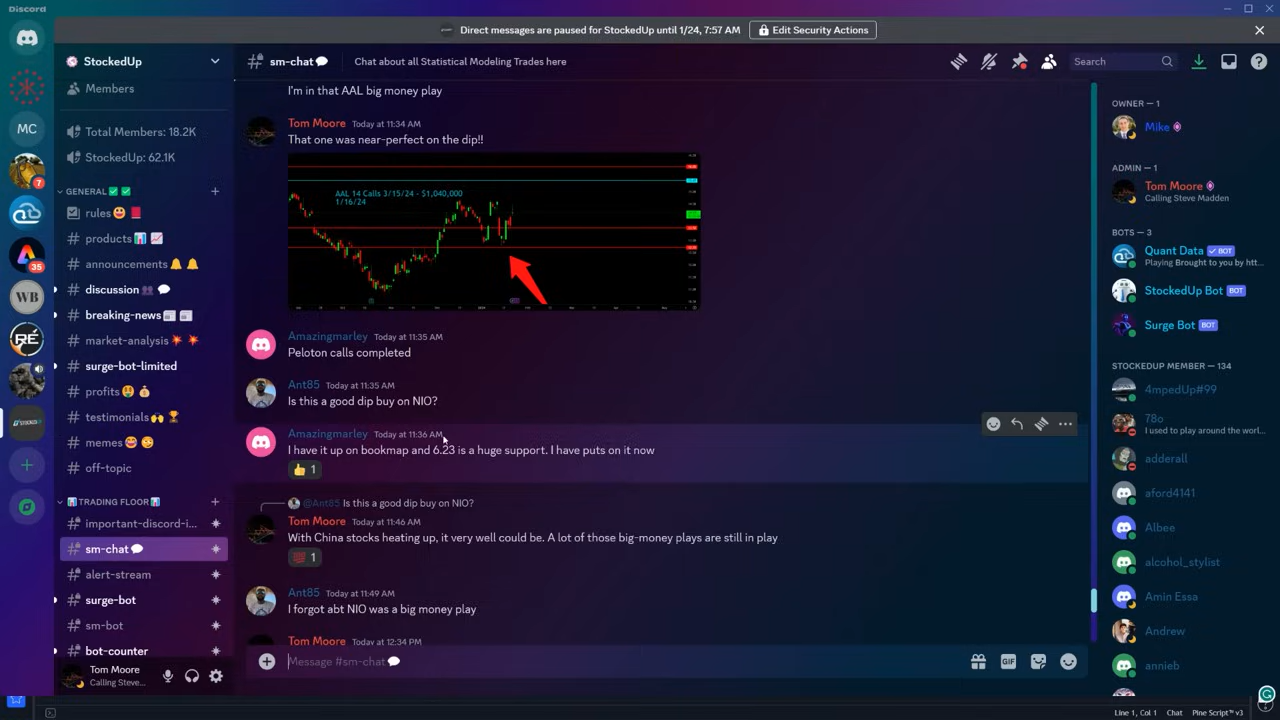 Discord
Direct messages are paused for StockedUp until 1/24, 7:57 AM
Edit Security Actions
StockedUp
sm-chat
Chat about all Statistical Modeling Trades here
Search
Members
Total Members: 18.2K
StockedUp: 62.1K
GENERAL
rules
products
announcements
discussion
breaking-news
market-analysis
surge-bot-limited
profits
testimonials
memes
off-topic
TRADING FLOOR
important-discord-i...
sm-chat
alert-stream
surge-bot
sm-bot
bot-counter
Tom Moore
Calling Steve...
MC
7
35
WB
RE
I'm in that AAL big money play
Tom Moore Today at 11:34 AM
That one was near-perfect on the dip!!
AAL 14 Calls 3/15/24 - $1,040,000
1/16/24
Amazingmarley Today at 11:35 AM
Peloton calls completed
Ant85 Today at 11:35 AM
Is this a good dip buy on NIO?
Amazingmarley Today at 11:36 AM
I have it up on bookmap and 6.23 is a huge support. I have puts on it now
1
@Ant85 Is this a good dip buy on NIO?
Tom Moore Today at 11:46 AM
With China stocks heating up, it very well could be. A lot of those big-money plays are still in play
1
Ant85 Today at 11:49 AM
I forgot abt NIO was a big money play
Tom Moore Today at 12:34 PM
Message #sm-chat
GIF
OWNER — 1
Mike
ADMIN — 1
Tom Moore
Calling Steve Madden
BOTS — 3
Quant Data BOT
Playing Brought to you by htt...
StockedUp Bot BOT
Surge Bot BOT
STOCKEDUP MEMBER — 134
4mpedUp#99
78o
I used to play around the worl...
adderall
aford4141
Albee
alcohol_stylist
Amin Essa
Andrew
annieb
Line 1, Col 1 Chat Pine Script™ v3